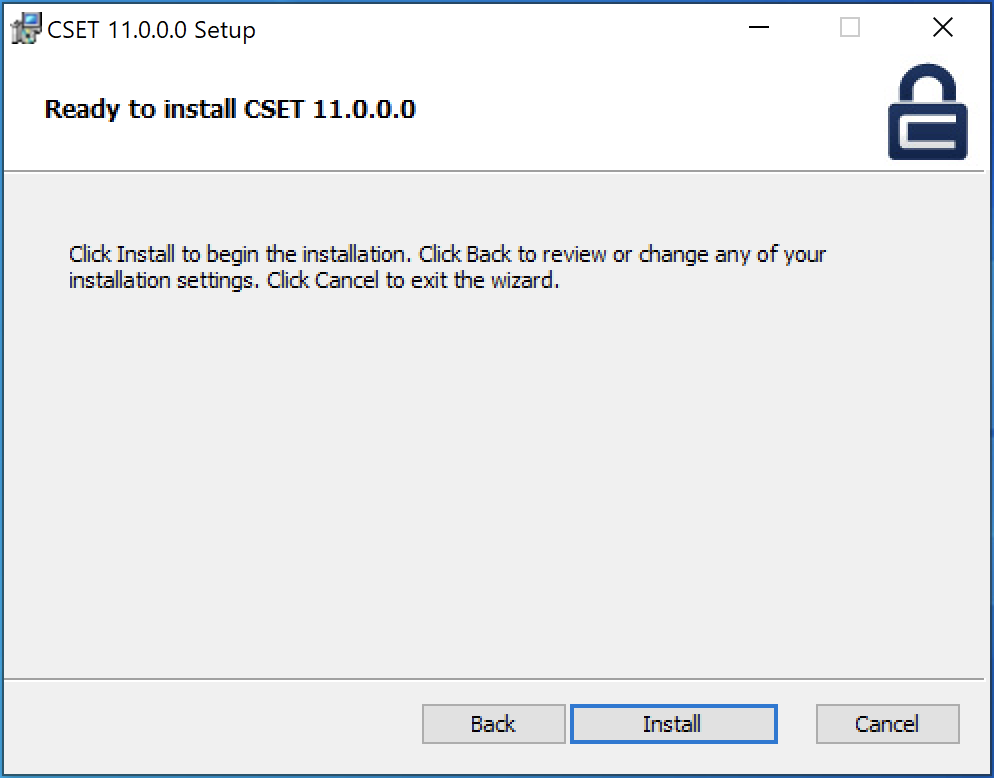 CSET 11.0.0.0 Setup
Ready to install CSET 11.0.0.0
Click Install to begin the installation. Click Back to review or change any of your
installation settings. Click Cancel to exit the wizard.
Back
Install
Cancel